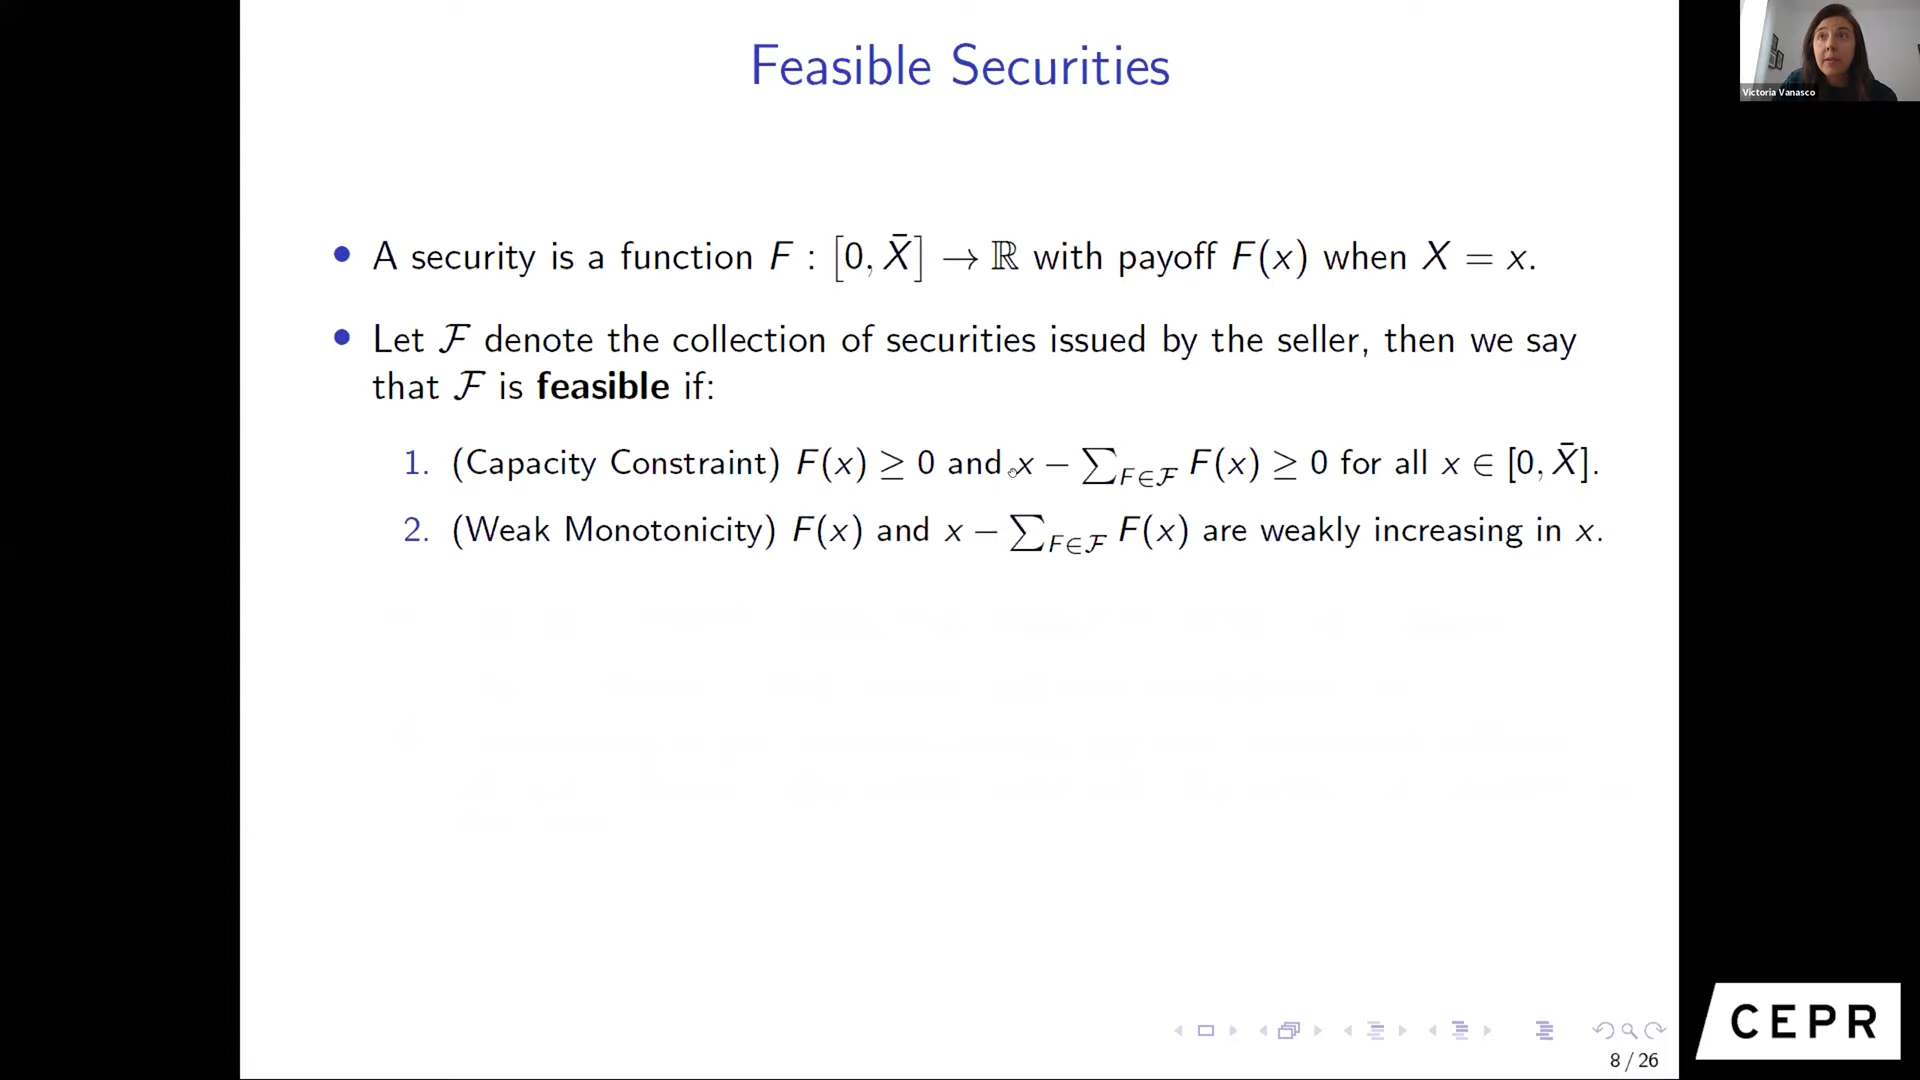 Feasible Securities
Victoria Vanasco
• A security is a function F : [0, X̄] → ℝ with payoff F(x) when X = x.
• Let ℱ denote the collection of securities issued by the seller, then we say
that ℱ is feasible if:
1. (Capacity Constraint) F(x) ≥ 0 and x − ∑_{F∈ℱ} F(x) ≥ 0 for all x ∈ [0, X̄].
2. (Weak Monotonicity) F(x) and x − ∑_{F∈ℱ} F(x) are weakly increasing in x.
CEPR
8 / 26